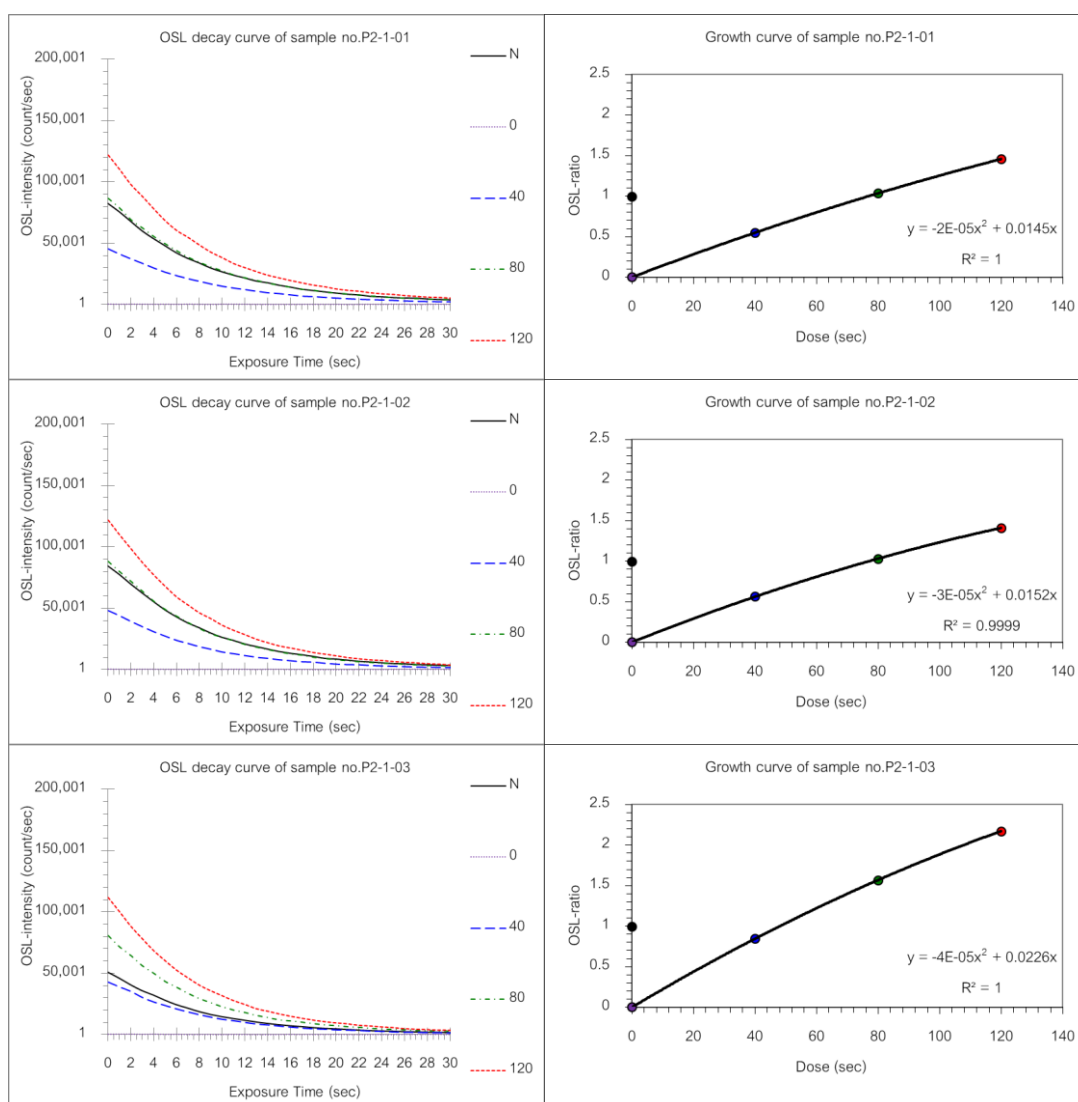 OSL decay curve of sample no.P2-1-01
OSL-intensity (count/sec)
200,001
150,001
100,001
50,001
1
0 2 4 6 8 10 12 14 16 18 20 22 24 26 28 30
Exposure Time (sec)
N
0
40
80
120
Growth curve of sample no.P2-1-01
OSL-ratio
2.5
2
1.5
1
0.5
0
0 20 40 60 80 100 120 140
Dose (sec)
y = -2E-05x² + 0.0145x
R² = 1
OSL decay curve of sample no.P2-1-02
OSL-intensity (count/sec)
200,001
150,001
100,001
50,001
1
0 2 4 6 8 10 12 14 16 18 20 22 24 26 28 30
Exposure Time (sec)
N
0
40
80
120
Growth curve of sample no.P2-1-02
OSL-ratio
2.5
2
1.5
1
0.5
0
0 20 40 60 80 100 120 140
Dose (sec)
y = -3E-05x² + 0.0152x
R² = 0.9999
OSL decay curve of sample no.P2-1-03
OSL-intensity (count/sec)
200,001
150,001
100,001
50,001
1
0 2 4 6 8 10 12 14 16 18 20 22 24 26 28 30
Exposure Time (sec)
N
0
40
80
120
Growth curve of sample no.P2-1-03
OSL-ratio
2.5
2
1.5
1
0.5
0
0 20 40 60 80 100 120 140
Dose (sec)
y = -4E-05x² + 0.0226x
R² = 1